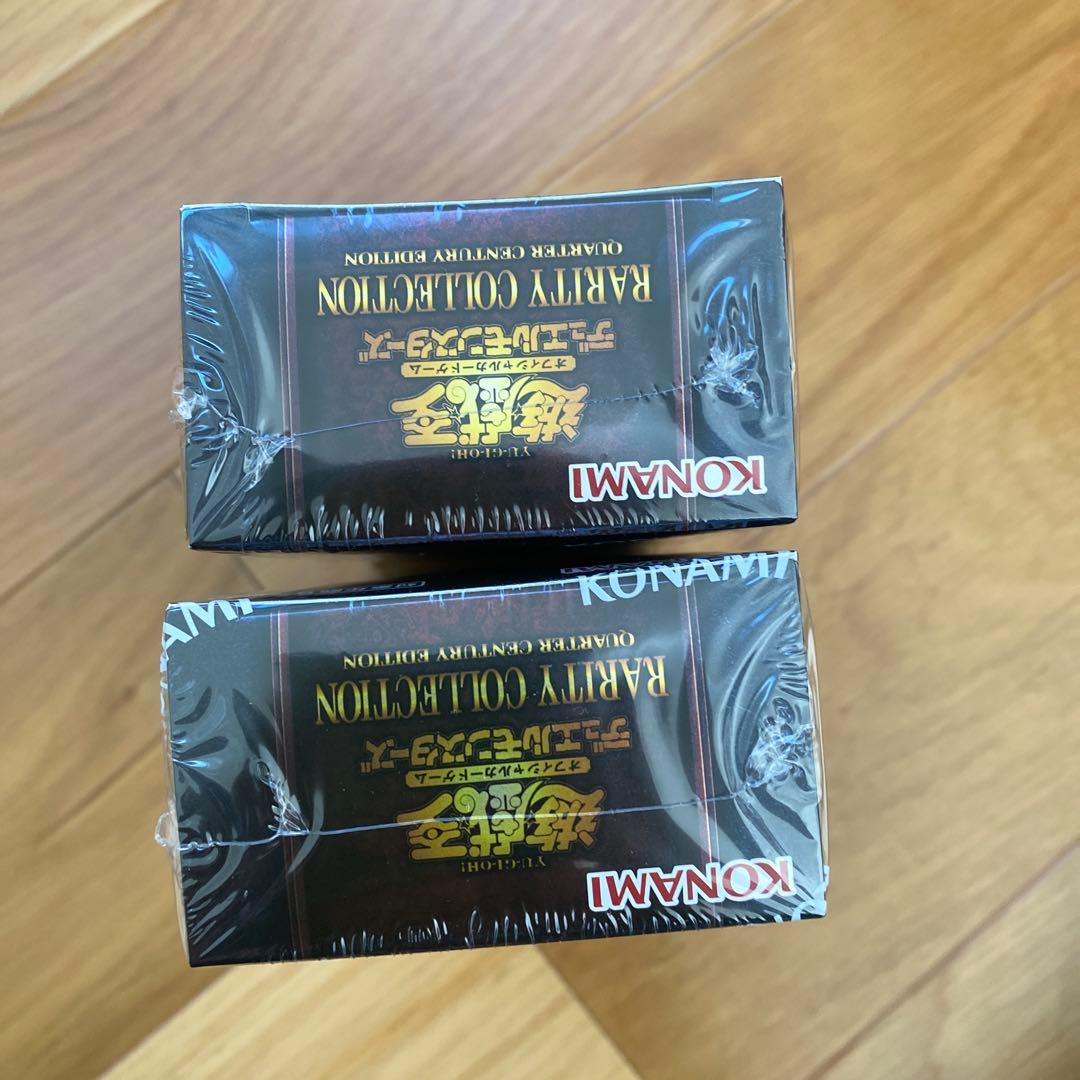 KONAMI
YU-GI-OH!
遊戯王
オフィシャルカードゲーム
デュエルモンスターズ
RARITY COLLECTION
QUARTER CENTURY EDITION
KONAMI
KONAMI
YU-GI-OH!
遊戯王
オフィシャルカードゲーム
デュエルモンスターズ
RARITY COLLECTION
QUARTER CENTURY EDITION
KONAMI
AMI